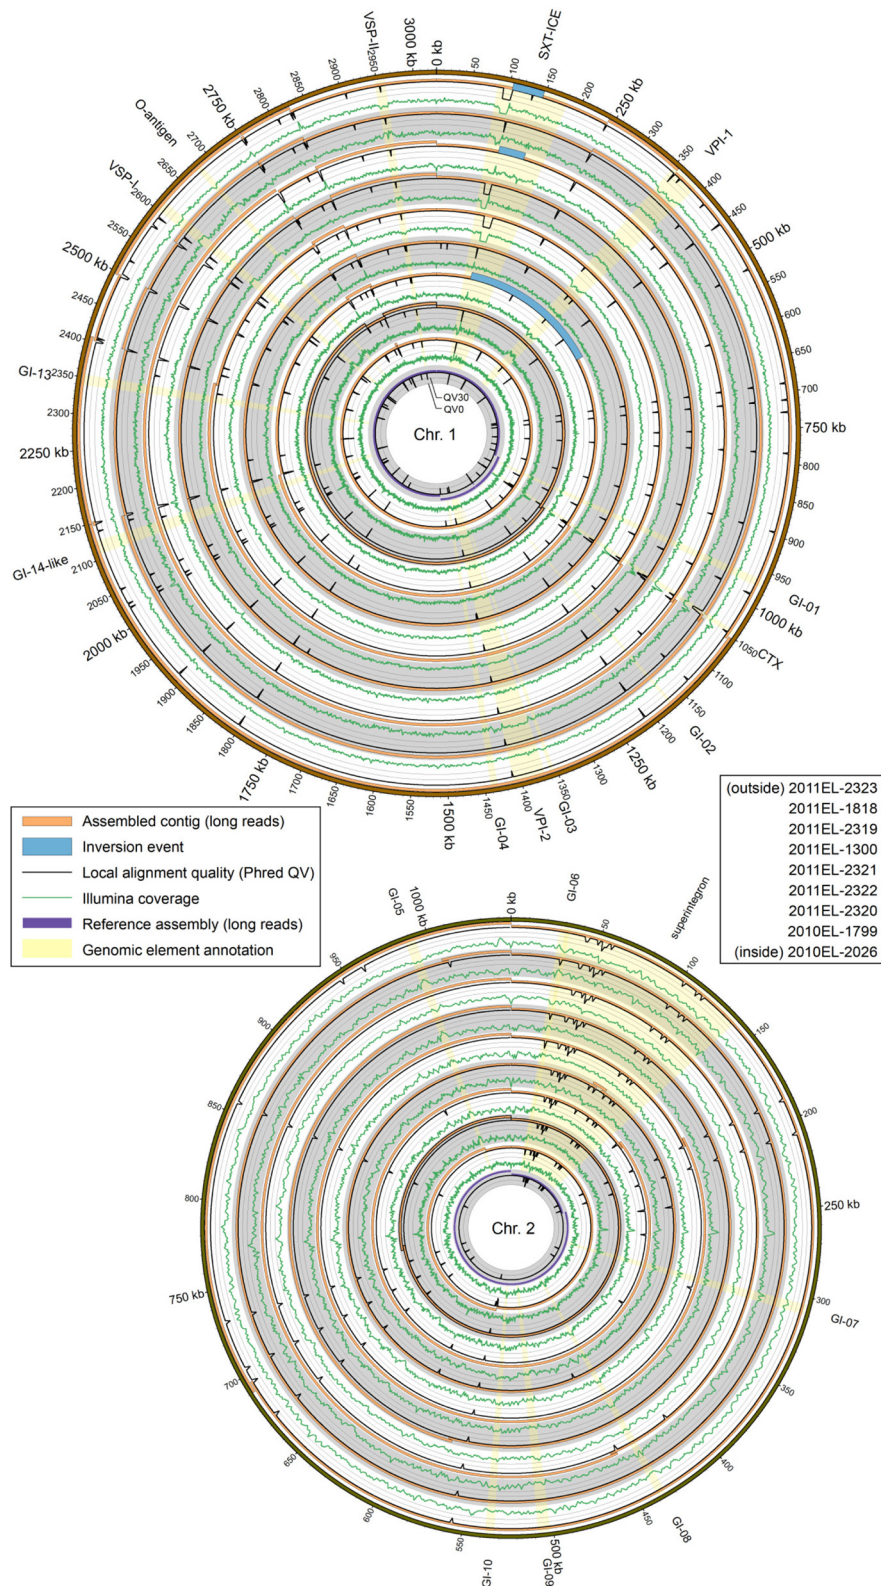 VSP-II
3000 kb
0 kb
50
100
SXT-ICE
150
200
250 kb
300
350
VPI-1
400
450
500 kb
550
600
650
700
750 kb
800
850
900
950
GI-01
1000 kb
1050
CTX
1100
1150
GI-02
1200
1250 kb
1300
1350
GI-03
1400
VPI-2
1450
GI-04
1500 kb
1550
1600
1650
1700
1750 kb
1800
1850
1900
1950
2000 kb
2050
2100
GI-14-like
2150
2200
2250 kb
2300
2350
GI-13
2400
2450
2500 kb
2550
2600
VSP-I
2650
O-antigen
2700
2750 kb
2800
2850
2900
2950
QV30
QV0
Chr. 1
Assembled contig (long reads)
Inversion event
Local alignment quality (Phred QV)
Illumina coverage
Reference assembly (long reads)
Genomic element annotation
(outside) 2011EL-2323
2011EL-1818
2011EL-2319
2011EL-1300
2011EL-2321
2011EL-2322
2011EL-2320
2010EL-1799
(inside) 2010EL-2026
GI-05
1000 kb
0 kb
GI-06
50
superintegron
100
150
200
250 kb
300
GI-07
350
400
GI-08
450
500 kb
GI-09
GI-10
550
600
650
700
750 kb
800
850
900
950
Chr. 2